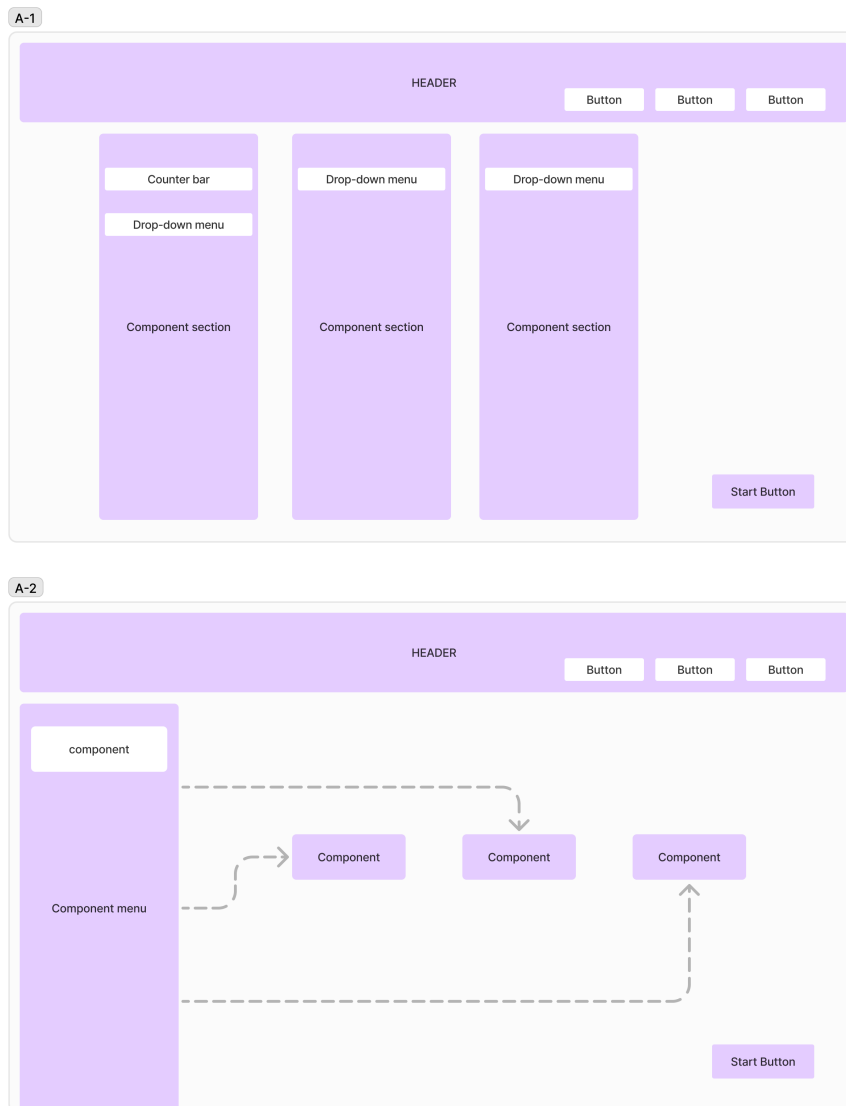 A-1
HEADER
Button
Button
Button
Counter bar
Drop-down menu
Drop-down menu
Drop-down menu
Component section
Component section
Component section
Start Button
A-2
HEADER
Button
Button
Button
component
Component
Component
Component
Component menu
Start Button